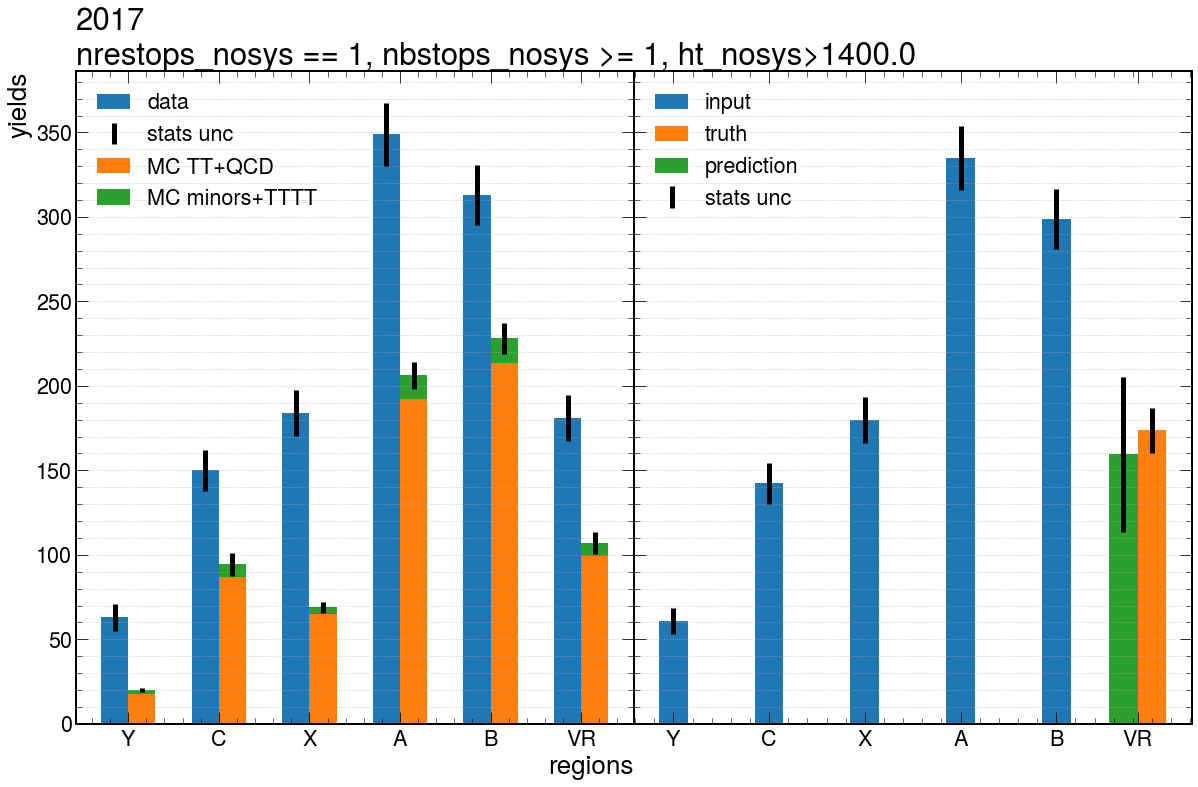 2017
nrestops_nosys == 1, nbstops_nosys >= 1, ht_nosys>1400.0
yields
data
stats unc
MC TT+QCD
MC minors+TTTT
input
truth
prediction
stats unc
350
300
250
200
150
100
50
0
Y C X A B VR
Y C X A B VR
regions